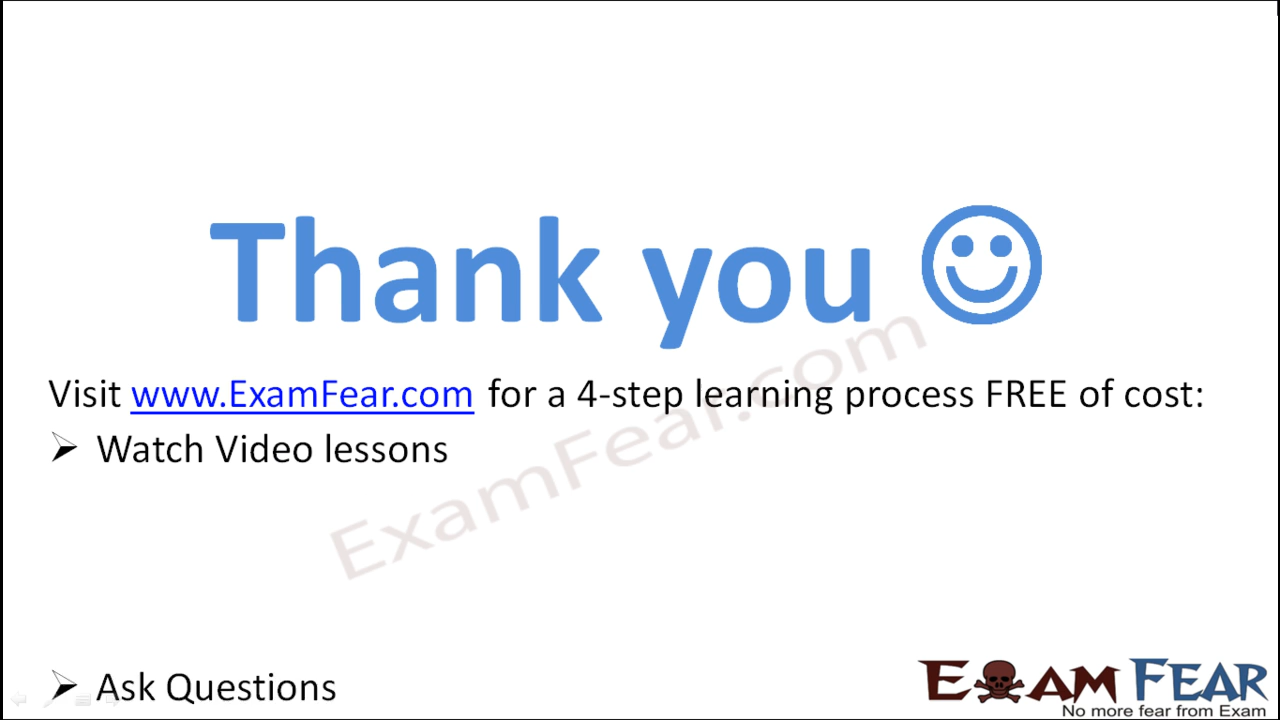 Thank you
Visit www.ExamFear.com for a 4-step learning process FREE of cost:
➢ Watch Video lessons
ExamFear.com
➢ Ask Questions
EXAM FEAR
No more fear from Exam